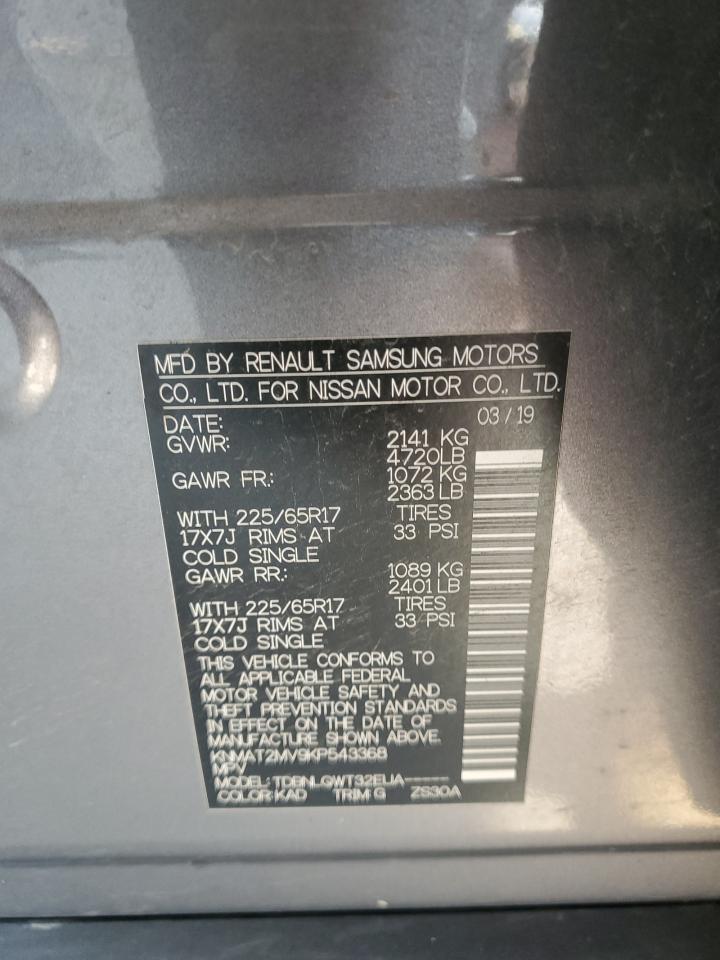 MFD BY RENAULT SAMSUNG MOTORS
CO., LTD. FOR NISSAN MOTOR CO., LTD.
DATE: 03/19
GVWR: 2141 KG
4720LB
GAWR FR.: 1072 KG
2363 LB
WITH 225/65R17 TIRES
17X7J RIMS AT 33 PSI
COLD SINGLE
GAWR RR.: 1089 KG
2401 LB
WITH 225/65R17 TIRES
17X7J RIMS AT 33 PSI
COLD SINGLE
THIS VEHICLE CONFORMS TO
ALL APPLICABLE FEDERAL
MOTOR VEHICLE SAFETY AND
THEFT PREVENTION STANDARDS
IN EFFECT ON THE DATE OF
MANUFACTURE SHOWN ABOVE.
KNMAT2MV9KP543368
MPV
MODEL: TDBNLQWT32EUA-----
COLOR: KAD TRIM: G ZS30A